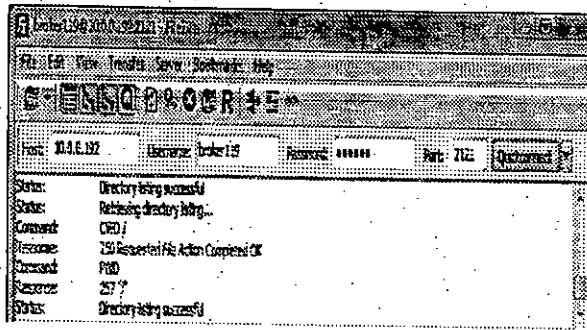 File Edit View Transfer Server Bookmarks Help
Host: 10.1.6.192 Username: broker159 Password: ●●●●●● Port: 2121 Quickconnect
Status: Directory listing successful
Status: Retrieving directory listing...
Command: CWD /
Response: 250 Requested File Action Completed OK
Command: PWD
Response: 257 "/"
Status: Directory listing successful